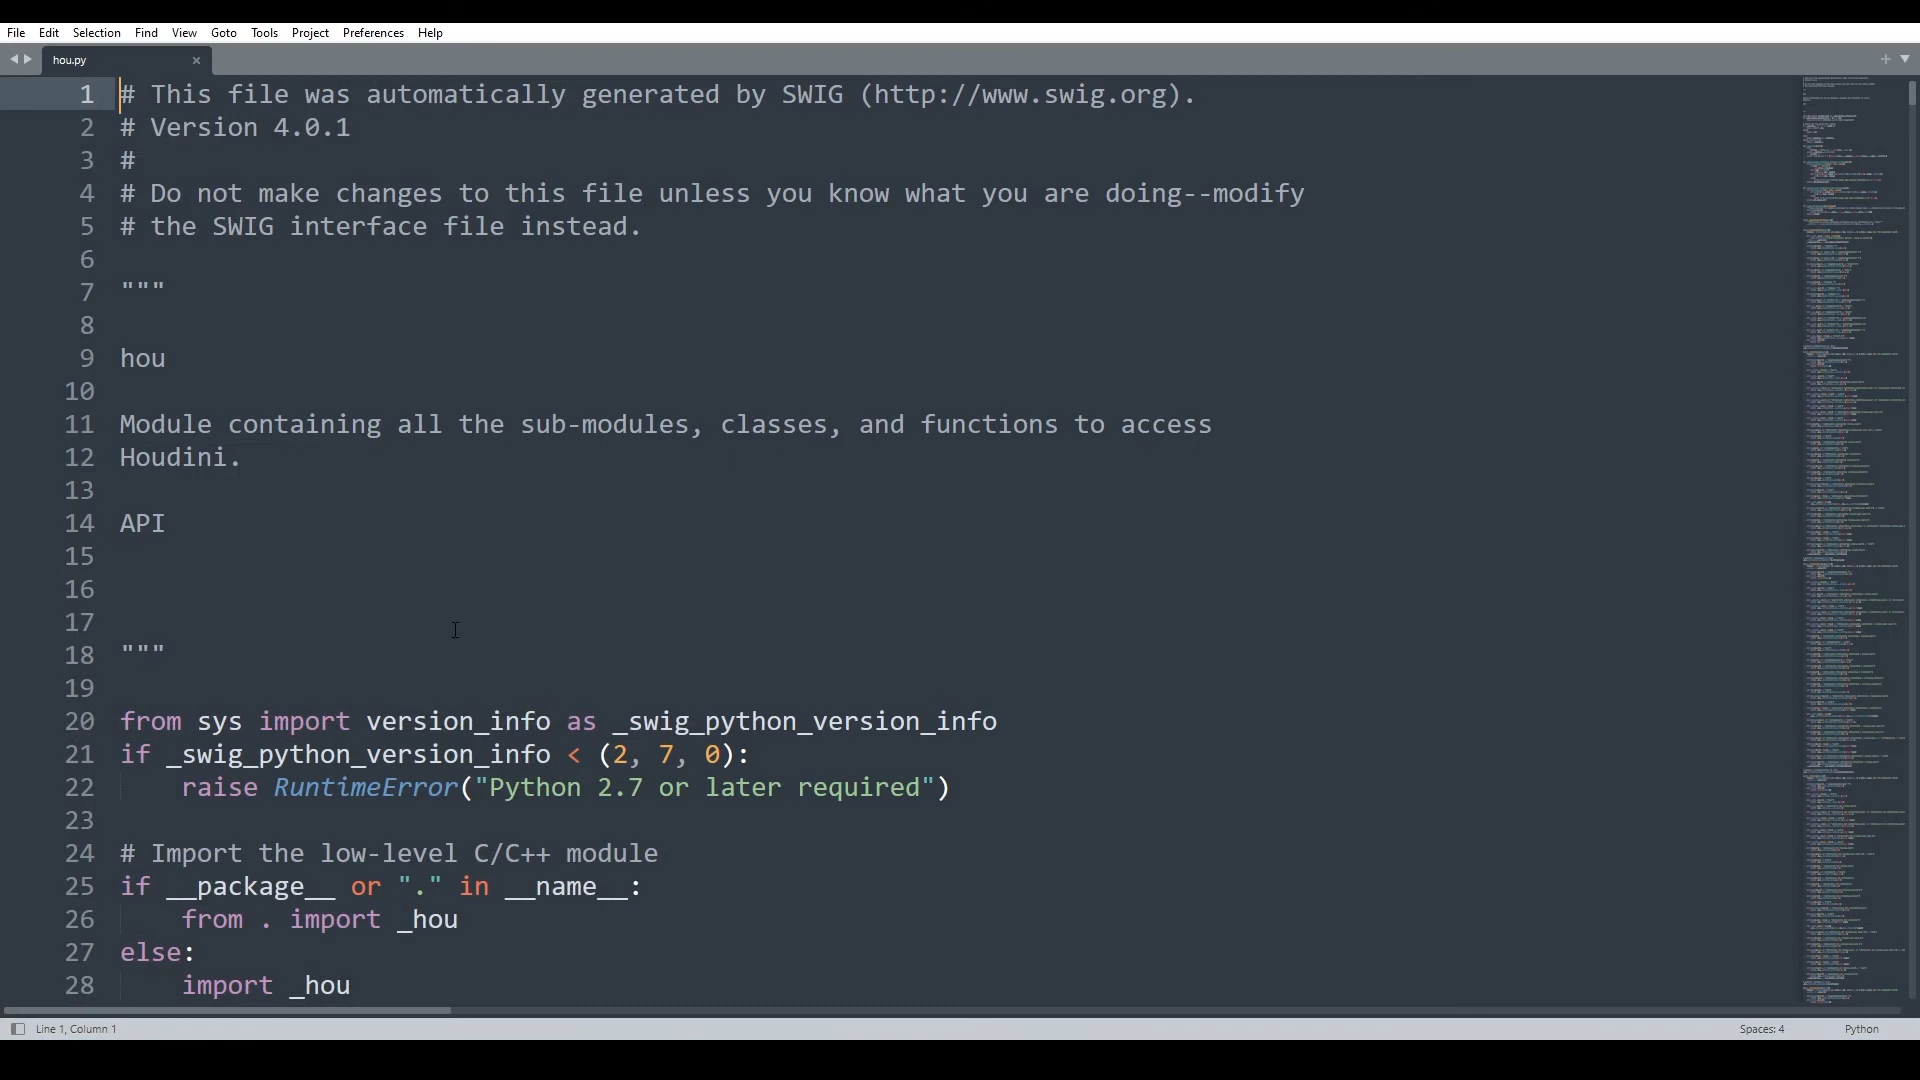 File Edit Selection Find View Goto Tools Project Preferences Help
hou.py
1 # This file was automatically generated by SWIG (http://www.swig.org).
2 # Version 4.0.1
3 #
4 # Do not make changes to this file unless you know what you are doing--modify
5 # the SWIG interface file instead.
6
7 """
8
9 hou
10
11 Module containing all the sub-modules, classes, and functions to access
12 Houdini.
13
14 API
15
16
17
18 """
19
20 from sys import version_info as _swig_python_version_info
21 if _swig_python_version_info < (2, 7, 0):
22     raise RuntimeError("Python 2.7 or later required")
23
24 # Import the low-level C/C++ module
25 if __package__ or "." in __name__:
26     from . import _hou
27 else:
28     import _hou
Line 1, Column 1 Spaces: 4 Python